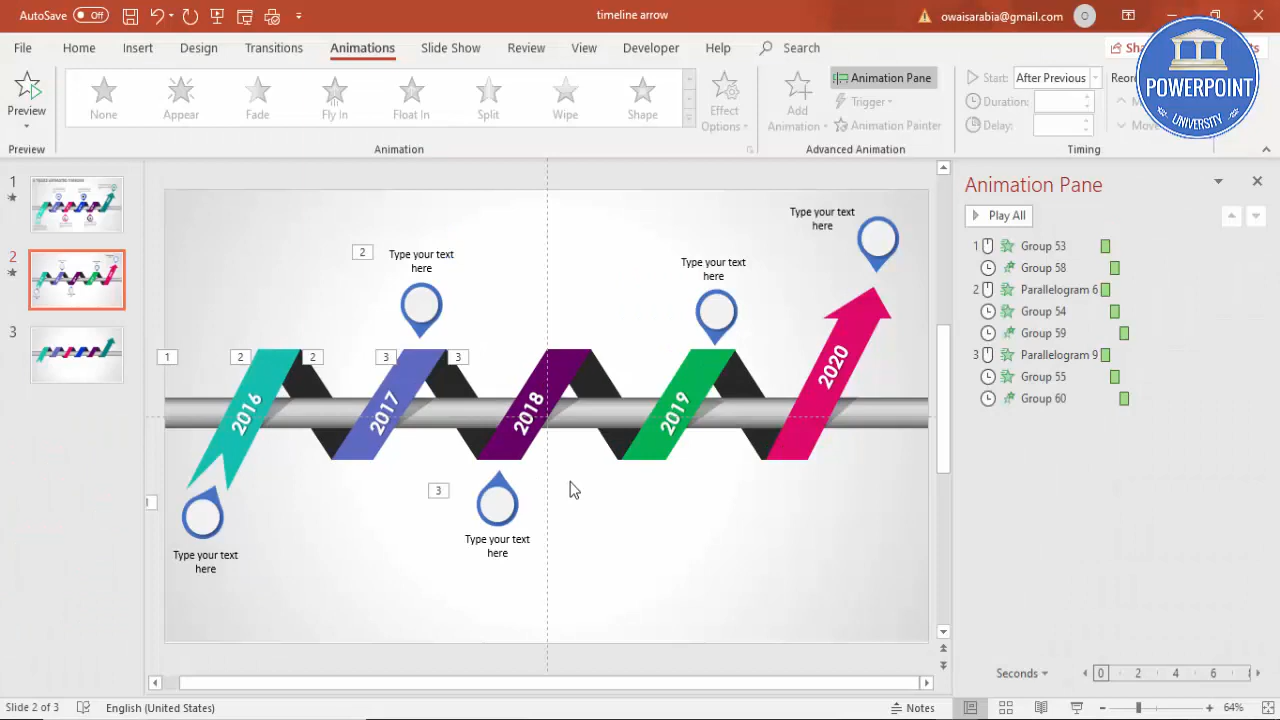 AutoSave Off
timeline arrow
owaisarabia@gmail.com
O
File Home Insert Design Transitions Animations Slide Show Review View Developer Help Search
Preview
Preview
None
Appear
Fade
Fly In
Float In
Split
Wipe
Shape
Animation
Effect
Options
Add
Animation
Animation Pane
Trigger
Animation Painter
Advanced Animation
Start: After Previous
Duration:
Delay:
Timing
POWERPOINT
UNIVERSITY
1
2
3
Type your text
here
2
Type your text
here
Type your text
here
1
2
2
3
3
2016
2017
2018
2019
2020
3
Type your text
here
Type your text
here
Animation Pane
Play All
1 Group 53
Group 58
2 Parallelogram 6
Group 54
Group 59
3 Parallelogram 9
Group 55
Group 60
Seconds 0 2 4 6
Slide 2 of 3
English (United States)
Notes
64%